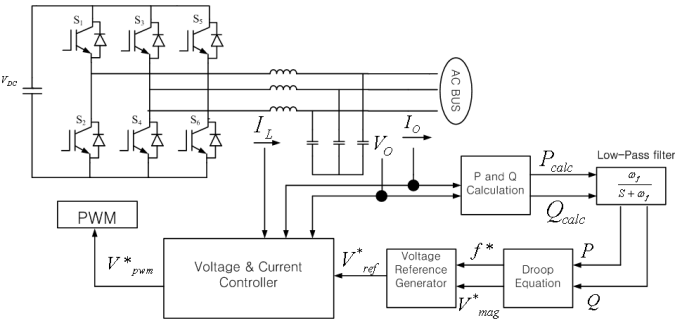 S1
S3
S5
VDC
S2
S4
S6
AC BUS
IL
VO
IO
P and Q
Calculation
Pcalc
Qcalc
Low-Pass filter
ωf
S + ωf
PWM
V*pwm
Voltage & Current
Controller
V*ref
Voltage
Reference
Generator
f*
V*mag
Droop
Equation
P
Q